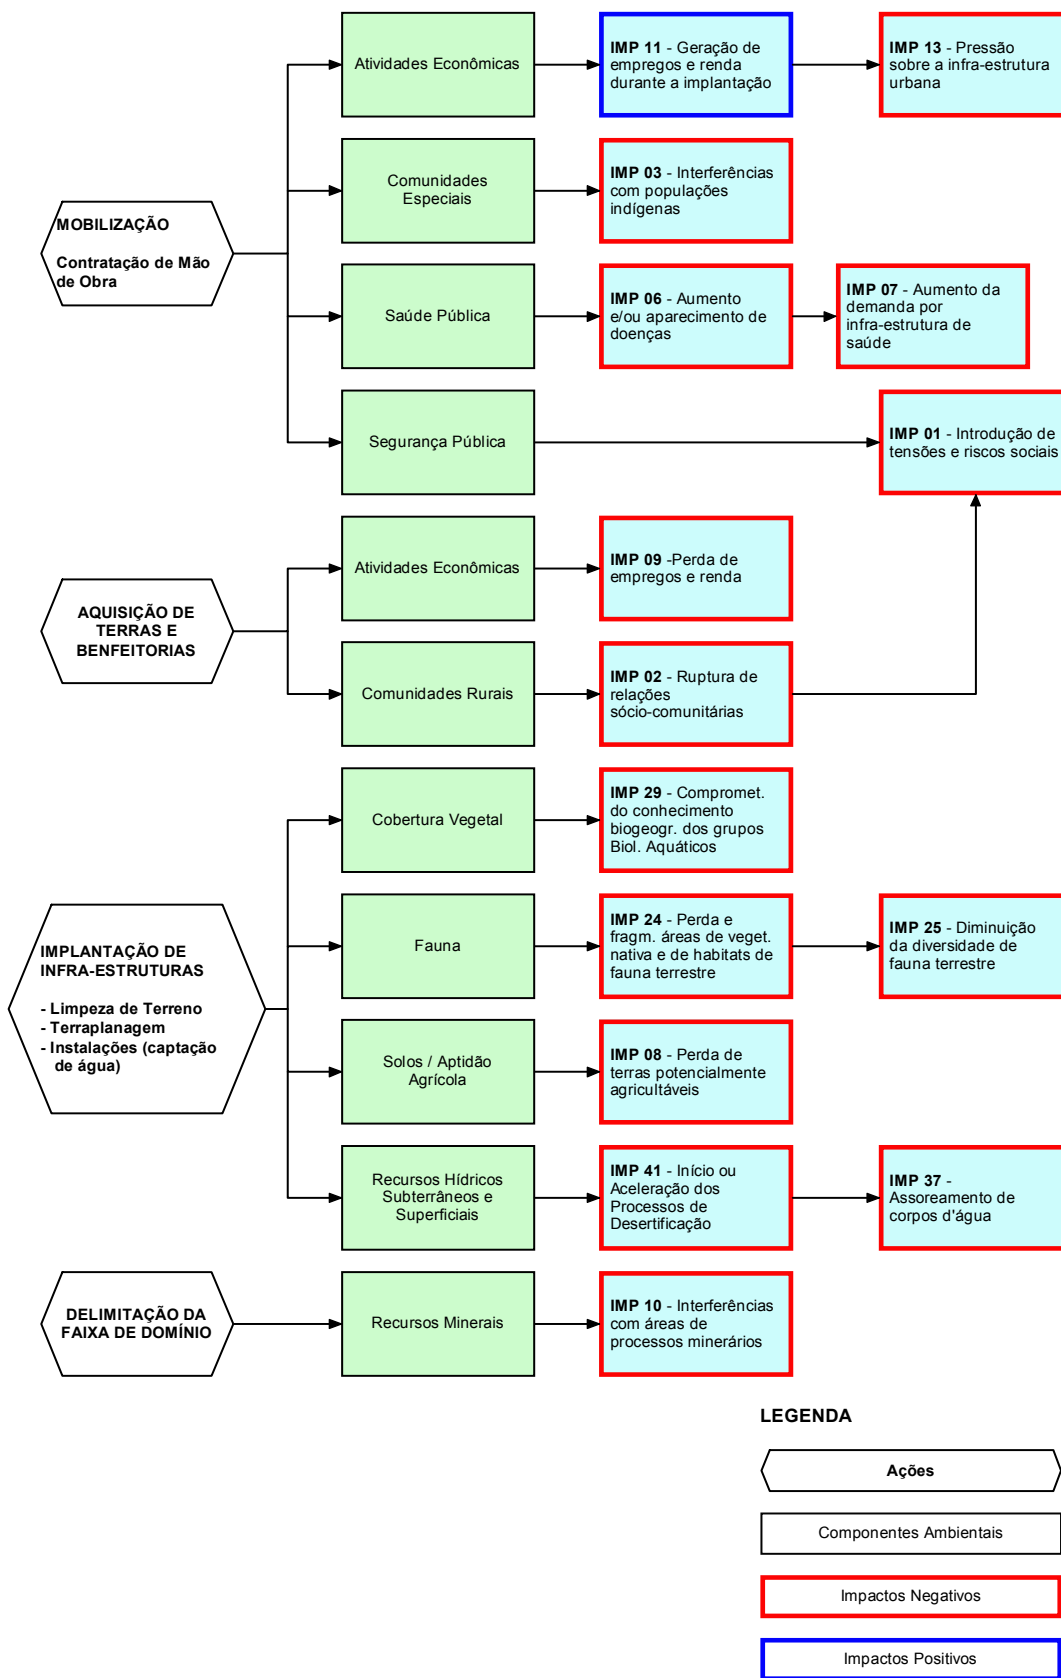 Atividades Econômicas
IMP 11 - Geração de
empregos e renda
durante a implantação
IMP 13 - Pressão
sobre a infra-estrutura
urbana
MOBILIZAÇÃO
Contratação de Mão
de Obra
Comunidades
Especiais
IMP 03 - Interferências
com populações
indígenas
Saúde Pública
IMP 06 - Aumento
e/ou aparecimento de
doenças
IMP 07 - Aumento da
demanda por
infra-estrutura de
saúde
Segurança Pública
IMP 01 - Introdução de
tensões e riscos sociais
AQUISIÇÃO DE
TERRAS E
BENFEITORIAS
Atividades Econômicas
IMP 09 -Perda de
empregos e renda
Comunidades Rurais
IMP 02 - Ruptura de
relações
sócio-comunitárias
IMPLANTAÇÃO DE
INFRA-ESTRUTURAS
- Limpeza de Terreno
- Terraplanagem
- Instalações (captação
de água)
Cobertura Vegetal
IMP 29 - Compromet.
do conhecimento
biogeogr. dos grupos
Biol. Aquáticos
Fauna
IMP 24 - Perda e
fragm. áreas de veget.
nativa e de habitats de
fauna terrestre
IMP 25 - Diminuição
da diversidade de
fauna terrestre
Solos / Aptidão
Agrícola
IMP 08 - Perda de
terras potencialmente
agricultáveis
Recursos Hídricos
Subterrâneos e
Superficiais
IMP 41 - Início ou
Aceleração dos
Processos de
Desertificação
IMP 37 -
Assoreamento de
corpos d'água
DELIMITAÇÃO DA
FAIXA DE DOMÍNIO
Recursos Minerais
IMP 10 - Interferências
com áreas de
processos minerários
LEGENDA
Ações
Componentes Ambientais
Impactos Negativos
Impactos Positivos